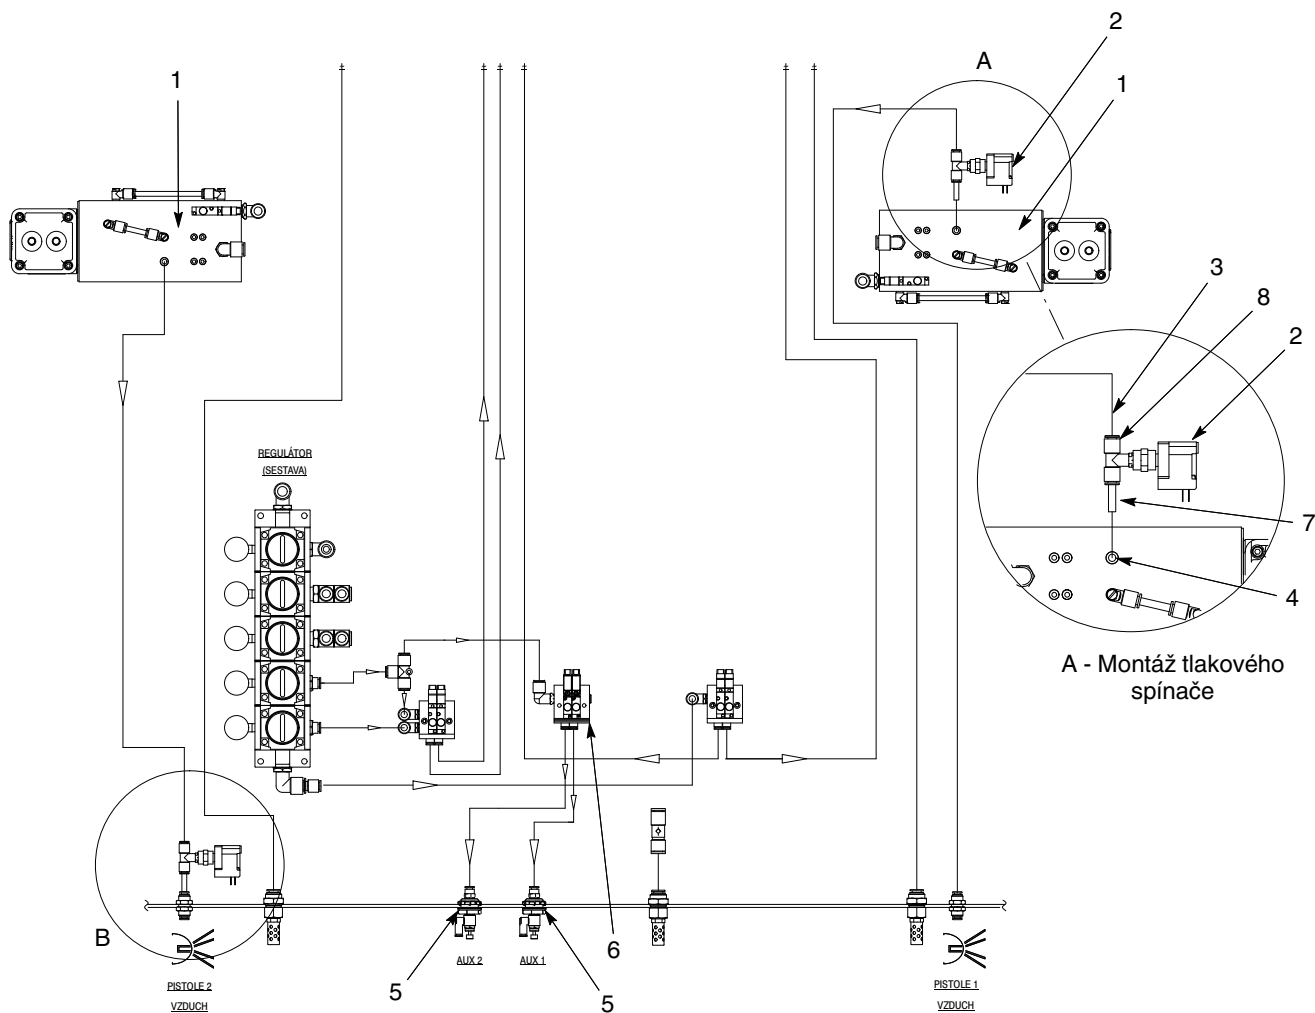 2
A
1
1
3
8
2
REGULÁTOR
(SESTAVA)
7
4
A - Montáž tlakového
spínače
B
6
5
AUX 2
AUX 1
5
PISTOLE 2
VZDUCH
PISTOLE 1
VZDUCH